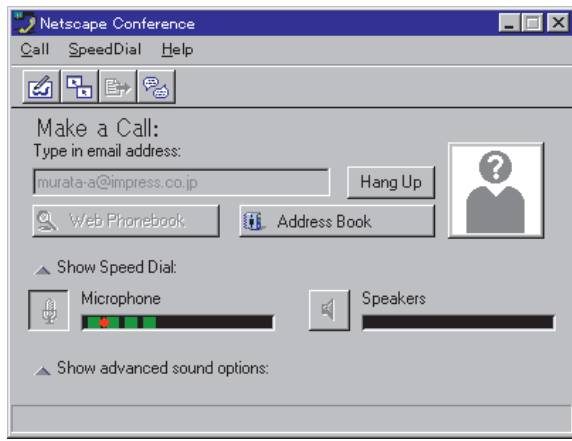 Netscape Conference
Call SpeedDial Help
Make a Call:
Type in email address:
murata-a@impress.co.jp
Hang Up
Web Phonebook
Address Book
Show Speed Dial:
Microphone
Speakers
Show advanced sound options: